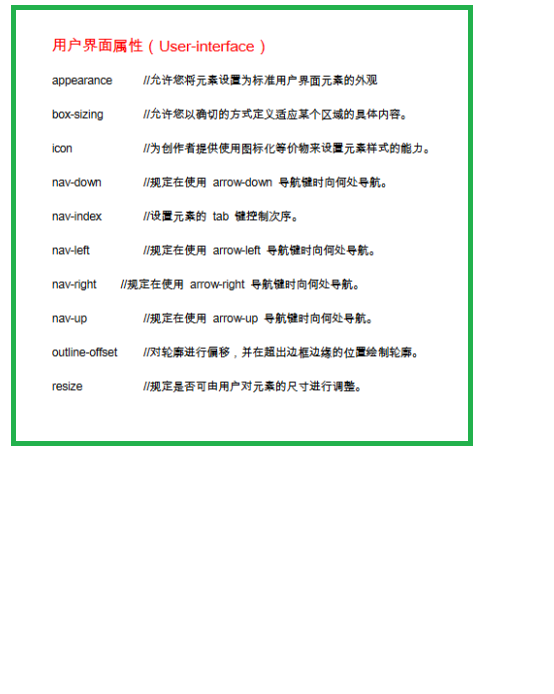 用户界面属性（User-interface）
appearance //允许您将元素设置为标准用户界面元素的外观
box-sizing //允许您以确切的方式定义适应某个区域的具体内容。
icon //为创作者提供使用图标化等价物来设置元素样式的能力。
nav-down //规定在使用 arrow-down 导航键时向何处导航。
nav-index //设置元素的 tab 键控制次序。
nav-left //规定在使用 arrow-left 导航键时向何处导航。
nav-right //规定在使用 arrow-right 导航键时向何处导航。
nav-up //规定在使用 arrow-up 导航键时向何处导航。
outline-offset //对轮廓进行偏移，并在超出边框边缘的位置绘制轮廓。
resize //规定是否可由用户对元素的尺寸进行调整。